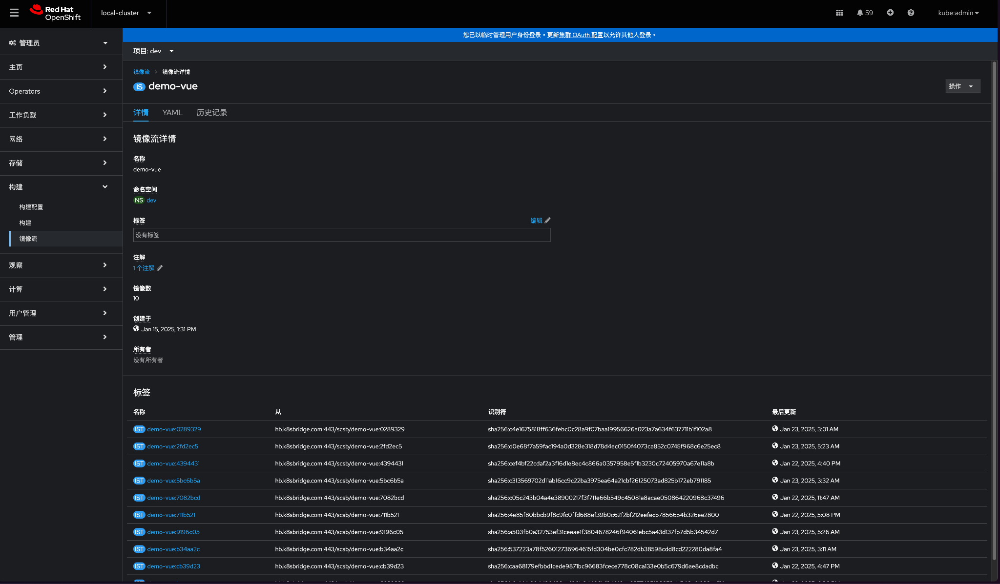 Red Hat
OpenShift
local-cluster
59
kube:admin
您已以临时管理用户身份登录。更新集群 OAuth 配置以允许其他人登录。
管理员
主页
Operators
工作负载
网络
存储
构建
构建配置
构建
镜像流
观察
计算
用户管理
管理
项目: dev
镜像流 镜像流详情
IS demo-vue
操作
详情 YAML 历史记录
镜像流详情
名称
demo-vue
命名空间
NS dev
标签 编辑
没有标签
注解
1 个注解
镜像数
10
创建于
Jan 15, 2025, 1:31 PM
所有者
没有所有者
标签
名称 从 识别符 最后更新
IST demo-vue:0289329 hb.k8sbridge.com:443/scsb/demo-vue:0289329 sha256:c4e1675818ff636febc0c28a9f07baa19956626a023a7a634f637711b1f102a8 Jan 23, 2025, 3:01 AM
IST demo-vue:2fd2ec5 hb.k8sbridge.com:443/scsb/demo-vue:2fd2ec5 sha256:d0e68f7a59fac194a0d328e318d78d4ec0150f4073ca852c0745f968c6e25ec8 Jan 23, 2025, 5:23 AM
IST demo-vue:4394431 hb.k8sbridge.com:443/scsb/demo-vue:4394431 sha256:cef4bf22cdaf2a3f16d1e8ec4c866a0357958e5f1b3230c72405970a67e11a8b Jan 22, 2025, 4:40 PM
IST demo-vue:5bc6b5a hb.k8sbridge.com:443/scsb/demo-vue:5bc6b5a sha256:c313569702d11ab16cc9c22ba3975ea64a21cbf26125073ad825b172eb791185 Jan 23, 2025, 3:32 AM
IST demo-vue:7082bcd hb.k8sbridge.com:443/scsb/demo-vue:7082bcd sha256:c05c243b04a4e38900217f3f711e66b549c45081a8acae050864220968c37496 Jan 22, 2025, 11:47 AM
IST demo-vue:711b521 hb.k8sbridge.com:443/scsb/demo-vue:711b521 sha256:4e85f80bbcb9f8c9fc0ffd688ef39b0c62f2bf212eefecb7856654b326ee2800 Jan 22, 2025, 5:08 PM
IST demo-vue:9196c05 hb.k8sbridge.com:443/scsb/demo-vue:9196c05 sha256:a503fb0a32753ef31ceeae1f3804678246f94061ebc5a43d137fb7d5b34542d7 Jan 23, 2025, 5:26 AM
IST demo-vue:b34aa2c hb.k8sbridge.com:443/scsb/demo-vue:b34aa2c sha256:537223a78f526012736964615fd304be0cfc782db38598cdd8cd222280da8fa4 Jan 23, 2025, 3:11 AM
IST demo-vue:cb39d23 hb.k8sbridge.com:443/scsb/demo-vue:cb39d23 sha256:caa68179efbbd1cede9871bc96683fcece778c08ca133e0b5c679d6ae8cdadbc Jan 22, 2025, 4:47 PM